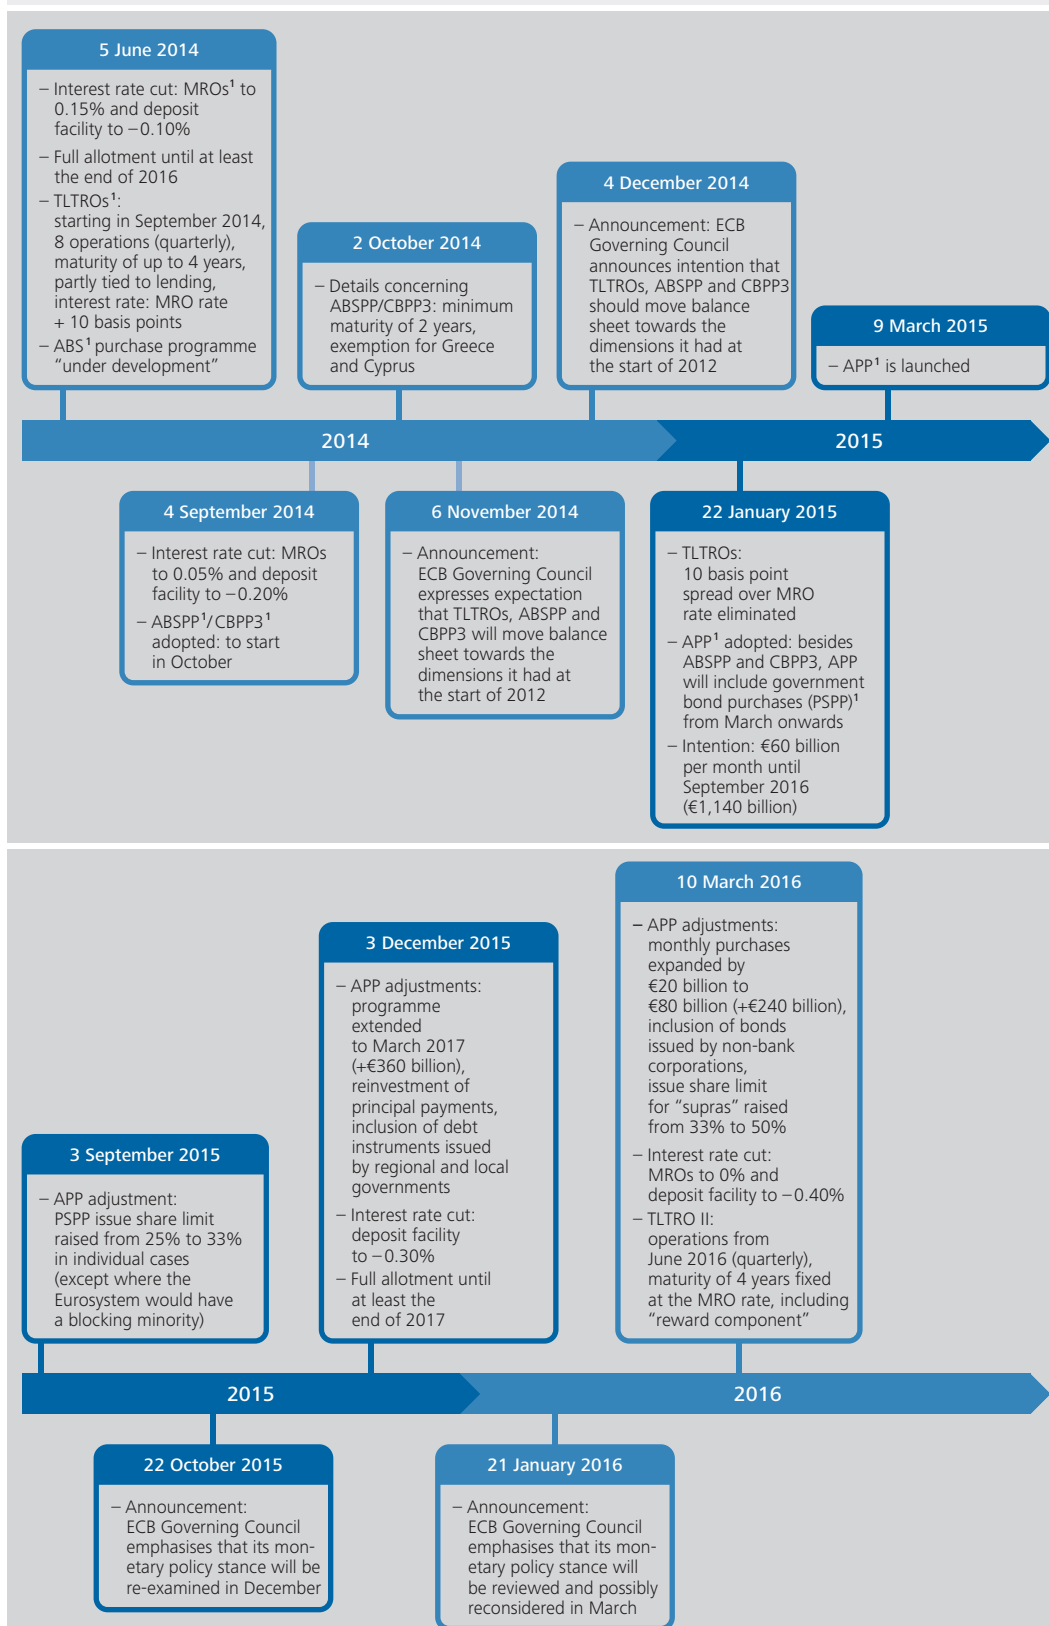 5 June 2014
– Interest rate cut: MROs¹ to
0.15% and deposit
facility to –0.10%
– Full allotment until at least
the end of 2016
– TLTROs¹:
starting in September 2014,
8 operations (quarterly),
maturity of up to 4 years,
partly tied to lending,
interest rate: MRO rate
+ 10 basis points
– ABS¹ purchase programme
“under development”
2 October 2014
– Details concerning
ABSPP/CBPP3: minimum
maturity of 2 years,
exemption for Greece
and Cyprus
4 December 2014
– Announcement: ECB
Governing Council
announces intention that
TLTROs, ABSPP and CBPP3
should move balance
sheet towards the
dimensions it had at
the start of 2012
9 March 2015
– APP¹ is launched
2014
2015
4 September 2014
– Interest rate cut: MROs
to 0.05% and deposit
facility to –0.20%
– ABSPP¹/CBPP3¹
adopted: to start
in October
6 November 2014
– Announcement:
ECB Governing Council
expresses expectation
that TLTROs, ABSPP and
CBPP3 will move balance
sheet towards the
dimensions it had at
the start of 2012
22 January 2015
– TLTROs:
10 basis point
spread over MRO
rate eliminated
– APP¹ adopted: besides
ABSPP and CBPP3, APP
will include government
bond purchases (PSPP)¹
from March onwards
– Intention: €60 billion
per month until
September 2016
(€1,140 billion)
3 September 2015
– APP adjustment:
PSPP issue share limit
raised from 25% to 33%
in individual cases
(except where the
Eurosystem would have
a blocking minority)
3 December 2015
– APP adjustments:
programme
extended
to March 2017
(+€360 billion),
reinvestment of
principal payments,
inclusion of debt
instruments issued
by regional and local
governments
– Interest rate cut:
deposit facility
to –0.30%
– Full allotment until
at least the
end of 2017
10 March 2016
– APP adjustments:
monthly purchases
expanded by
€20 billion to
€80 billion (+€240 billion),
inclusion of bonds
issued by non-bank
corporations,
issue share limit
for “supras” raised
from 33% to 50%
– Interest rate cut:
MROs to 0% and
deposit facility to –0.40%
– TLTRO II:
operations from
June 2016 (quarterly),
maturity of 4 years fixed
at the MRO rate, including
“reward component”
2015
2016
22 October 2015
– Announcement:
ECB Governing Council
emphasises that its mon-
etary policy stance will be
re-examined in December
21 January 2016
– Announcement:
ECB Governing Council
emphasises that its mon-
etary policy stance will
be reviewed and possibly
reconsidered in March